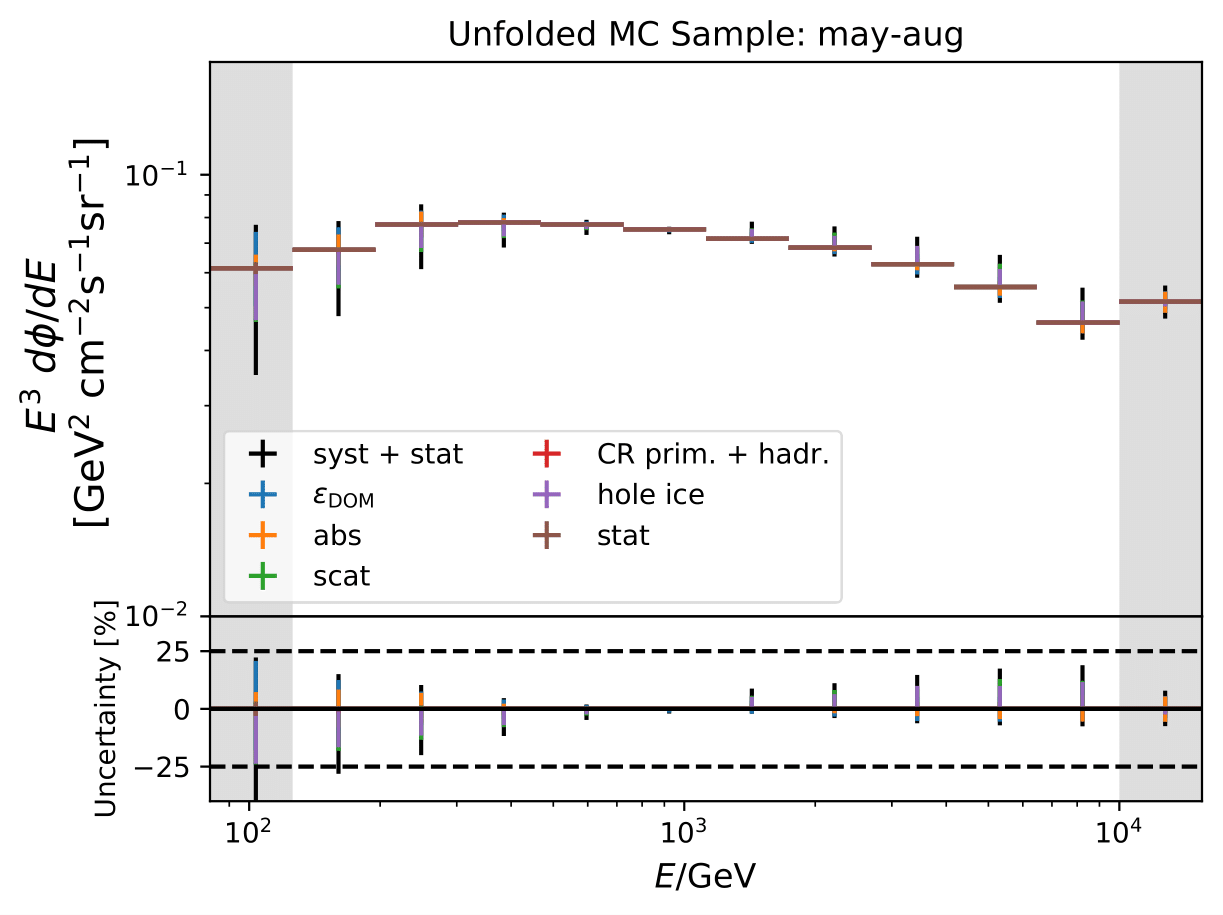 Unfolded MC Sample: may-aug
E³ dϕ/dE
[GeV² cm⁻²s⁻¹sr⁻¹]
10⁻¹
10⁻²
syst + stat
ε_DOM
abs
scat
CR prim. + hadr.
hole ice
stat
Uncertainty [%]
25
0
−25
10²
10³
10⁴
E/GeV